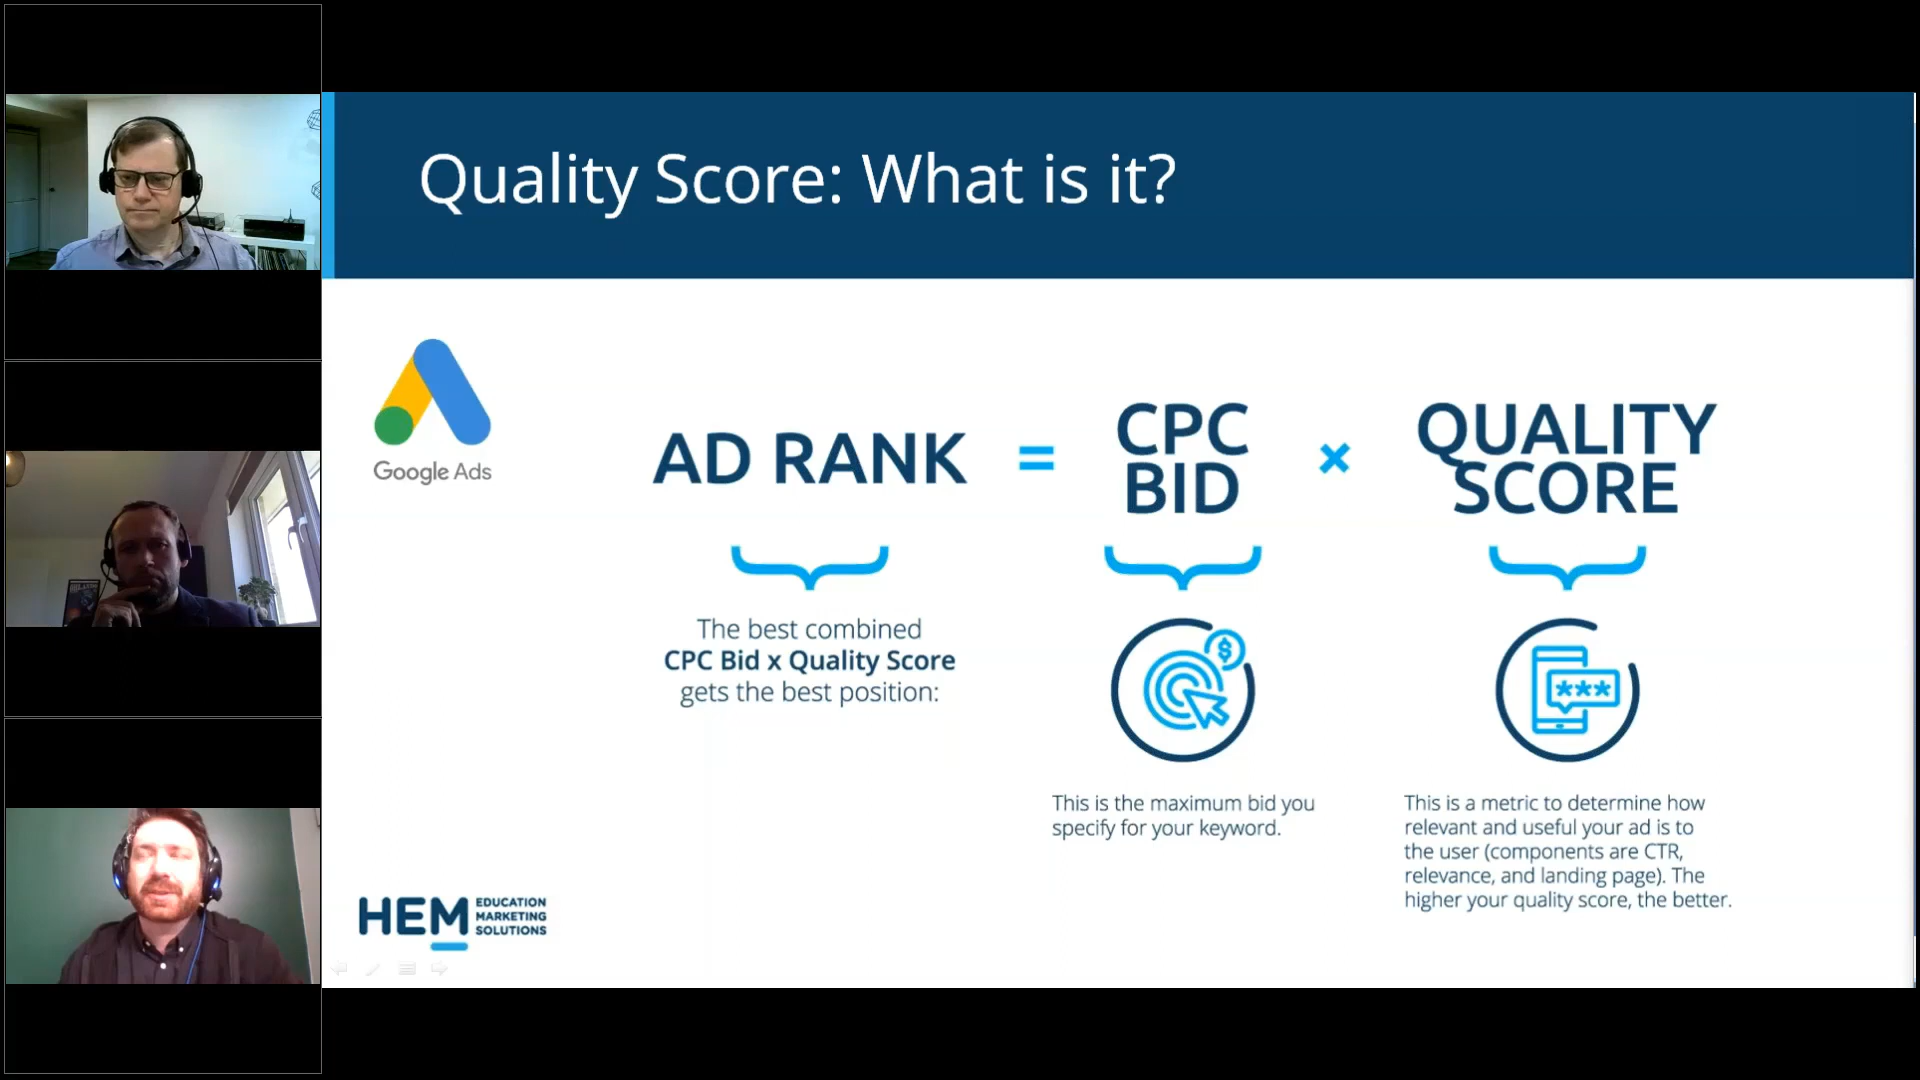 Quality Score: What is it?
Google Ads
AD RANK
=
CPC
BID
×
QUALITY
SCORE
The best combined
CPC Bid x Quality Score
gets the best position:
$
***
This is the maximum bid you
specify for your keyword.
This is a metric to determine how
relevant and useful your ad is to
the user (components are CTR,
relevance, and landing page). The
higher your quality score, the better.
HEM
EDUCATION
MARKETING
SOLUTIONS